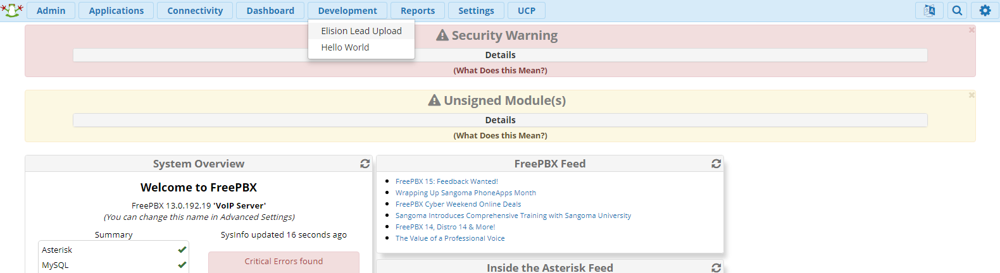 Admin Applications Connectivity Dashboard Development Reports Settings UCP
Elision Lead Upload
Hello World
Security Warning
Details
(What Does this Mean?)
Unsigned Module(s)
Details
(What Does this Mean?)
System Overview
Welcome to FreePBX
FreePBX 13.0.192.19 'VoIP Server'
(You can change this name in Advanced Settings)
Summary
Asterisk
MySQL
SysInfo updated 16 seconds ago
Critical Errors found
FreePBX Feed
FreePBX 15: Feedback Wanted!
Wrapping Up Sangoma PhoneApps Month
FreePBX Cyber Weekend Online Deals
Sangoma Introduces Comprehensive Training with Sangoma University
FreePBX 14, Distro 14 & More!
The Value of a Professional Voice
Inside the Asterisk Feed